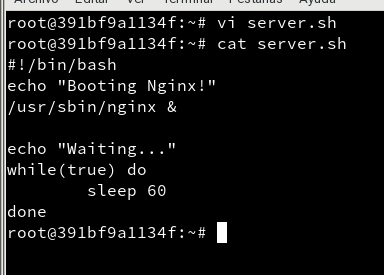 Archivo Editar Ver Terminal Pestañas Ayuda
root@391bf9a1134f:~# vi server.sh
root@391bf9a1134f:~# cat server.sh
#!/bin/bash
echo "Booting Nginx!"
/usr/sbin/nginx &
echo "Waiting..."
while(true) do
sleep 60
done
root@391bf9a1134f:~#